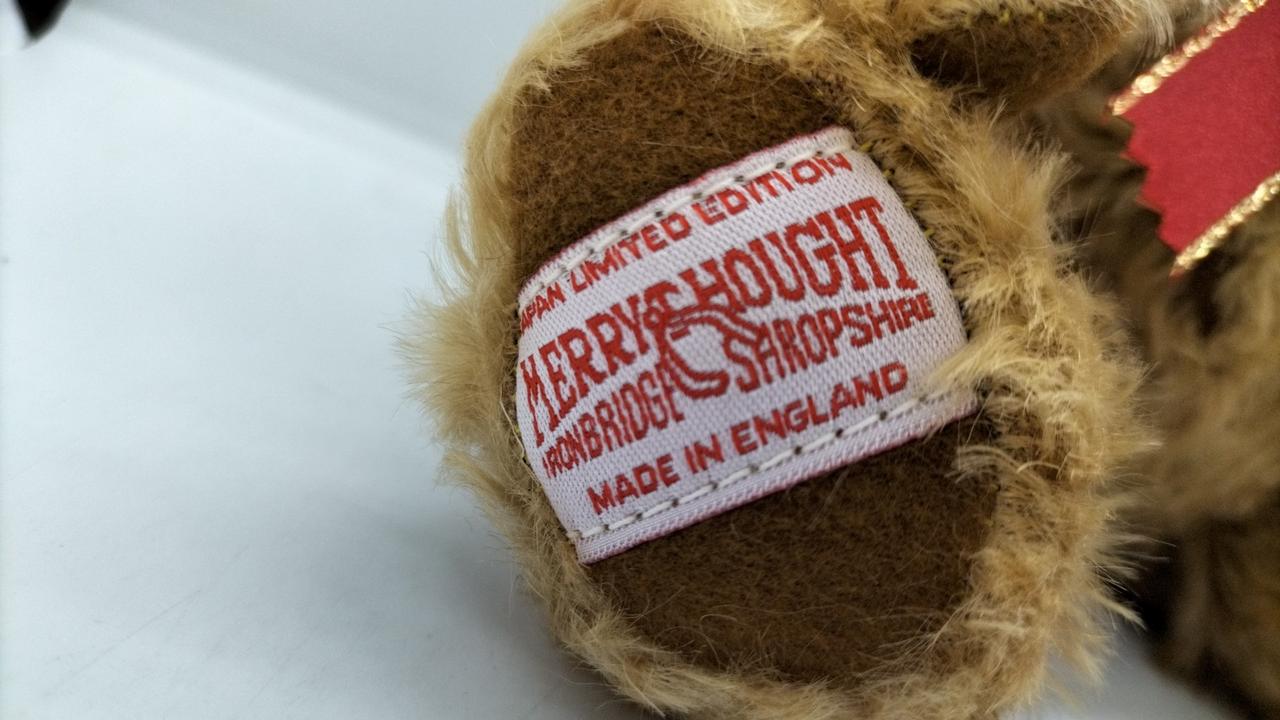 JAPAN LIMITED EDITION
MERRYTHOUGHT
IRONBRIDGE SHROPSHIRE
MADE IN ENGLAND